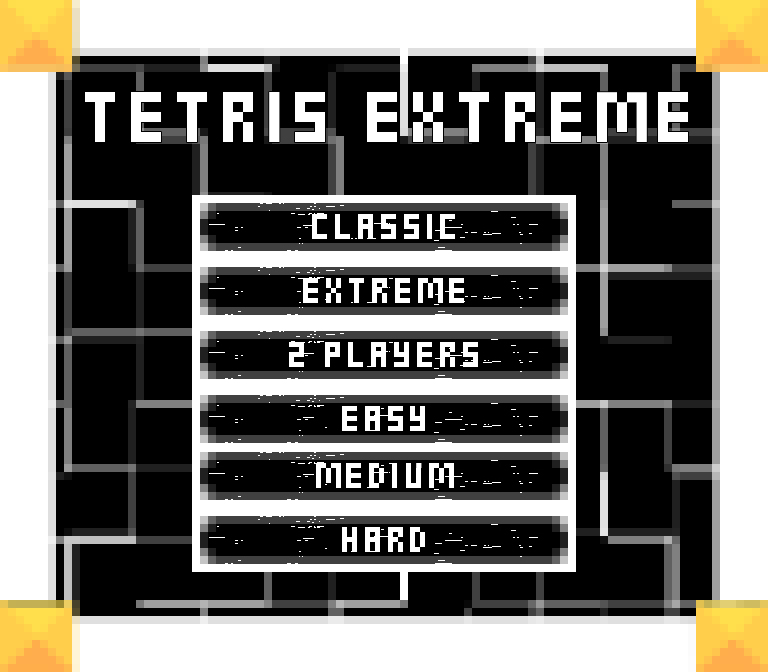 TETRIS EXTREME
CLASSIC
EXTREME
2 PLAYERS
EASY
MEDIUM
HARD